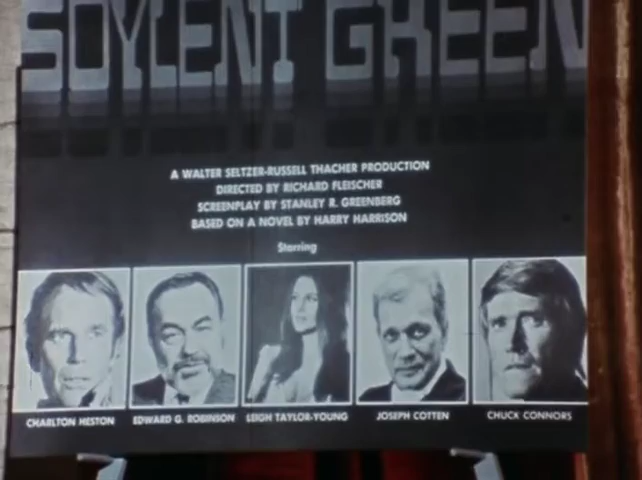 SOYLENT GREEN
A WALTER SELTZER-RUSSELL THACHER PRODUCTION
DIRECTED BY RICHARD FLEISCHER
SCREENPLAY BY STANLEY R. GREENBERG
BASED ON A NOVEL BY HARRY HARRISON
Starring
CHARLTON HESTON EDWARD G. ROBINSON LEIGH TAYLOR-YOUNG JOSEPH COTTEN CHUCK CONNORS